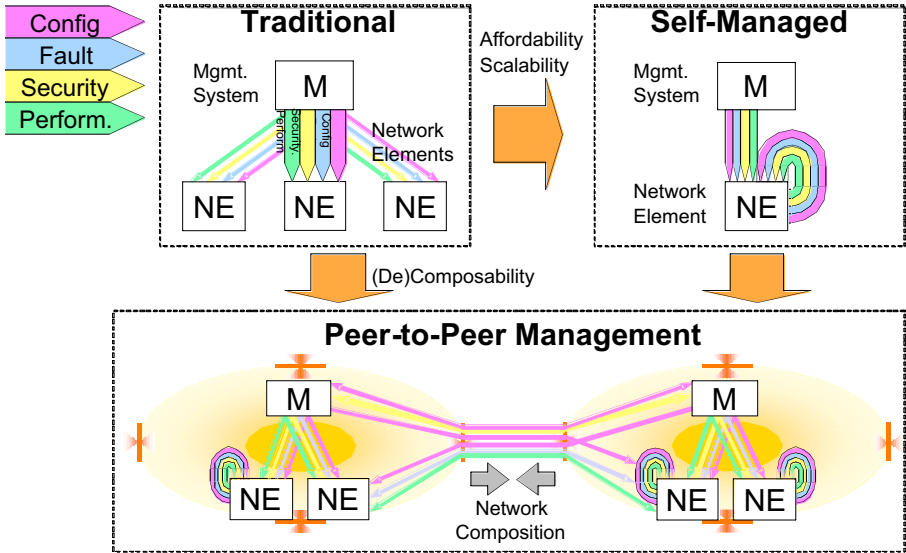 Config
Fault
Security
Perform.
Traditional
Mgmt.
System
M
Perform
Security.
Config
Network
Elements
NE
NE
NE
Affordability
Scalability
Self-Managed
Mgmt.
System
M
Network
Element
NE
(De)Composability
Peer-to-Peer Management
M
NE
NE
M
NE
NE
Network
Composition